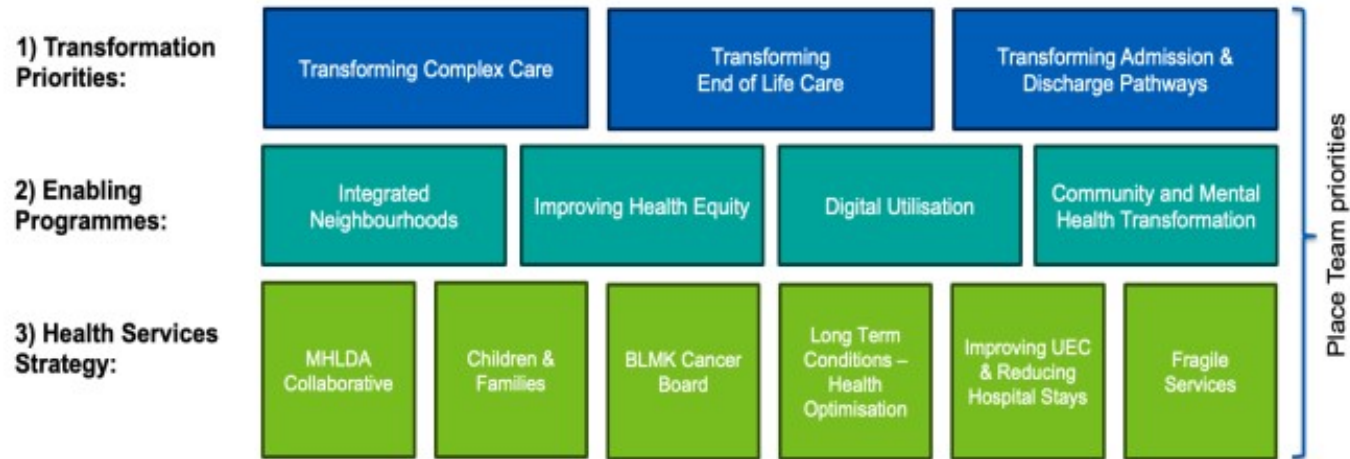 1) Transformation
Priorities:
Transforming Complex Care
Transforming
End of Life Care
Transforming Admission &
Discharge Pathways
2) Enabling
Programmes:
Integrated
Neighbourhoods
Improving Health Equity
Digital Utilisation
Community and Mental
Health Transformation
3) Health Services
Strategy:
MHLDA
Collaborative
Children &
Families
BLMK Cancer
Board
Long Term
Conditions –
Health
Optimisation
Improving UEC
& Reducing
Hospital Stays
Fragile
Services
Place Team priorities